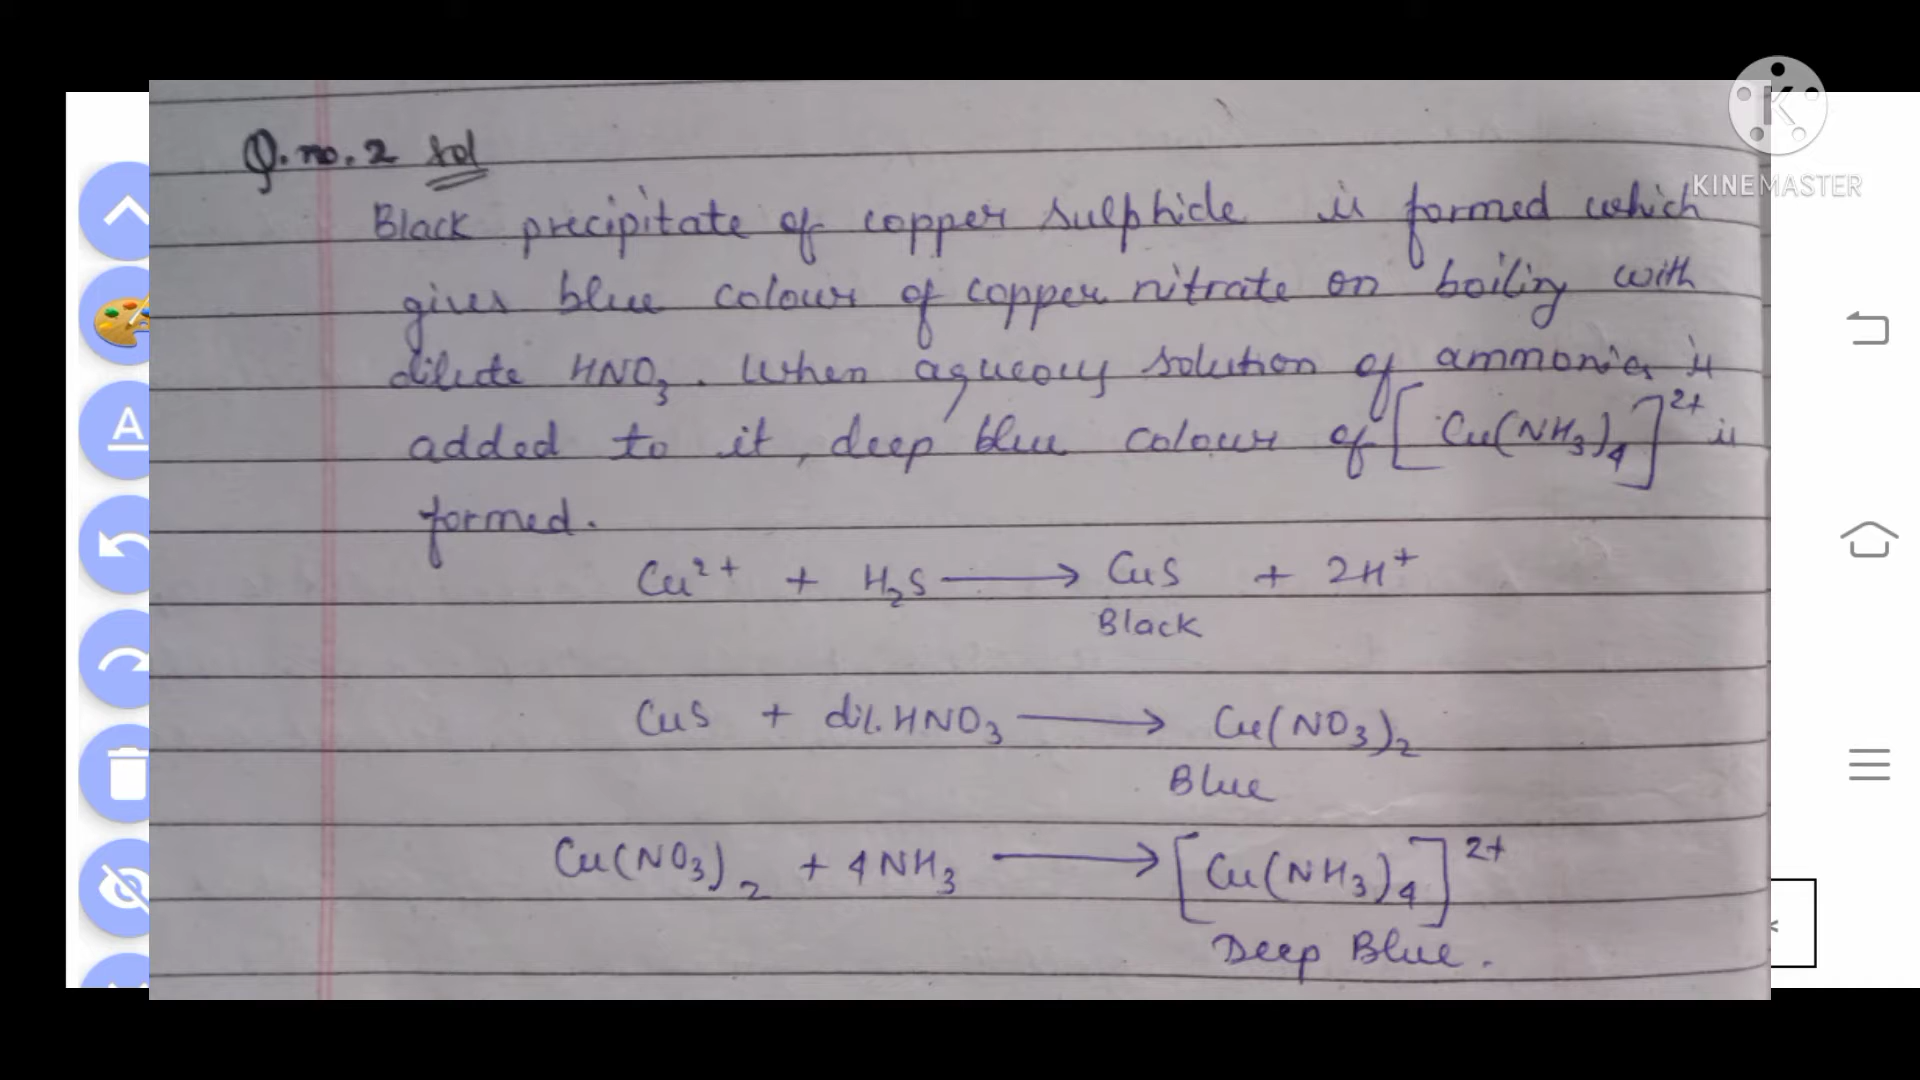 Q.no.2 Sol
Black precipitate of copper sulphide is formed which
gives blue colour of copper nitrate on boiling with
dilute HNO₃. When aqueous solution of ammonia is
added to it, deep blue colour of [Cu(NH₃)₄]²⁺ is
formed.
Cu²⁺ + H₂S ⟶ CuS + 2H⁺
Black
CuS + dil. HNO₃ ⟶ Cu(NO₃)₂
Blue
Cu(NO₃)₂ + 4NH₃ ⟶ [Cu(NH₃)₄]²⁺
Deep Blue.
K
KINEMASTER
A